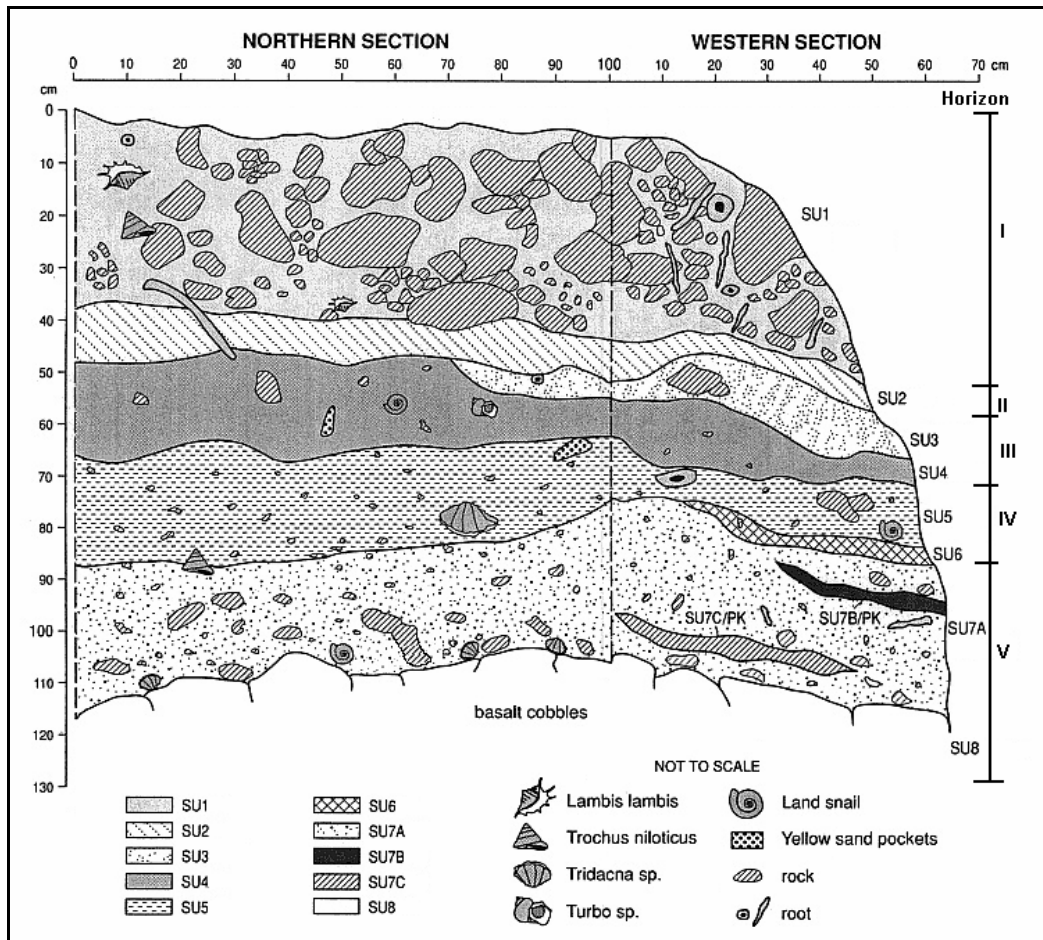 NORTHERN SECTION WESTERN SECTION
0 10 20 30 40 50 60 70 80 90 100 10 20 30 40 50 60 70 cm
cm
Horizon
0
10
20
30
40
50
60
70
80
90
100
110
120
130
SU1
I
SU2
II
SU3
III
SU4
SU5
IV
SU6
SU7C/PK SU7B/PK
SU7A
V
basalt cobbles
SU8
NOT TO SCALE
SU1 SU6 Lambis lambis Land snail
SU2 SU7A Trochus niloticus Yellow sand pockets
SU3 SU7B
SU4 SU7C Tridacna sp. rock
SU5 SU8 Turbo sp. root